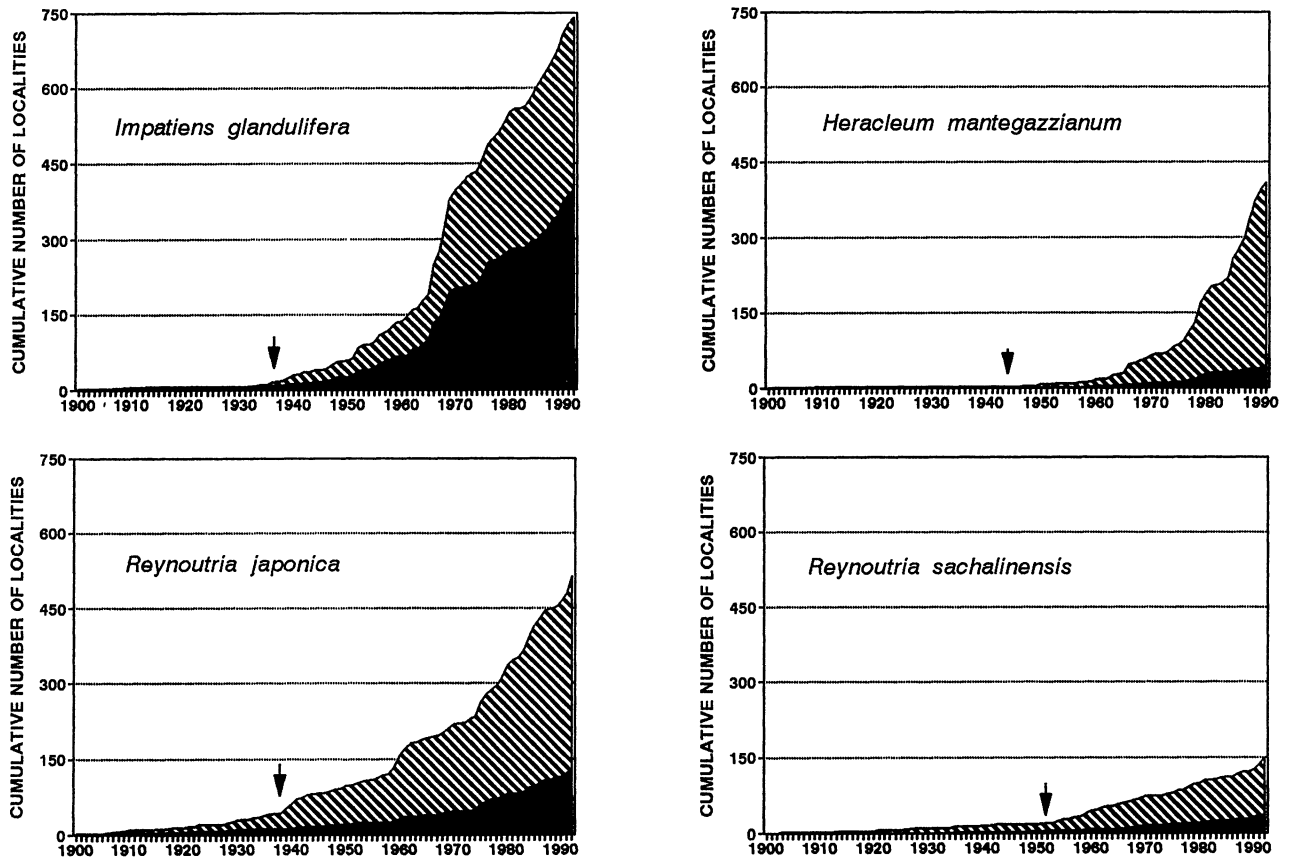 CUMULATIVE NUMBER OF LOCALITIES
750
600
450
300
150
0
Impatiens glandulifera
1900 1910 1920 1930 1940 1950 1960 1970 1980 1990
CUMULATIVE NUMBER OF LOCALITIES
750
600
450
300
150
0
Heracleum mantegazzianum
1900 1910 1920 1930 1940 1950 1960 1970 1980 1990
CUMULATIVE NUMBER OF LOCALITIES
750
600
450
300
150
0
Reynoutria japonica
1900 1910 1920 1930 1940 1950 1960 1970 1980 1990
CUMULATIVE NUMBER OF LOCALITIES
750
600
450
300
150
0
Reynoutria sachalinensis
1900 1910 1920 1930 1940 1950 1960 1970 1980 1990